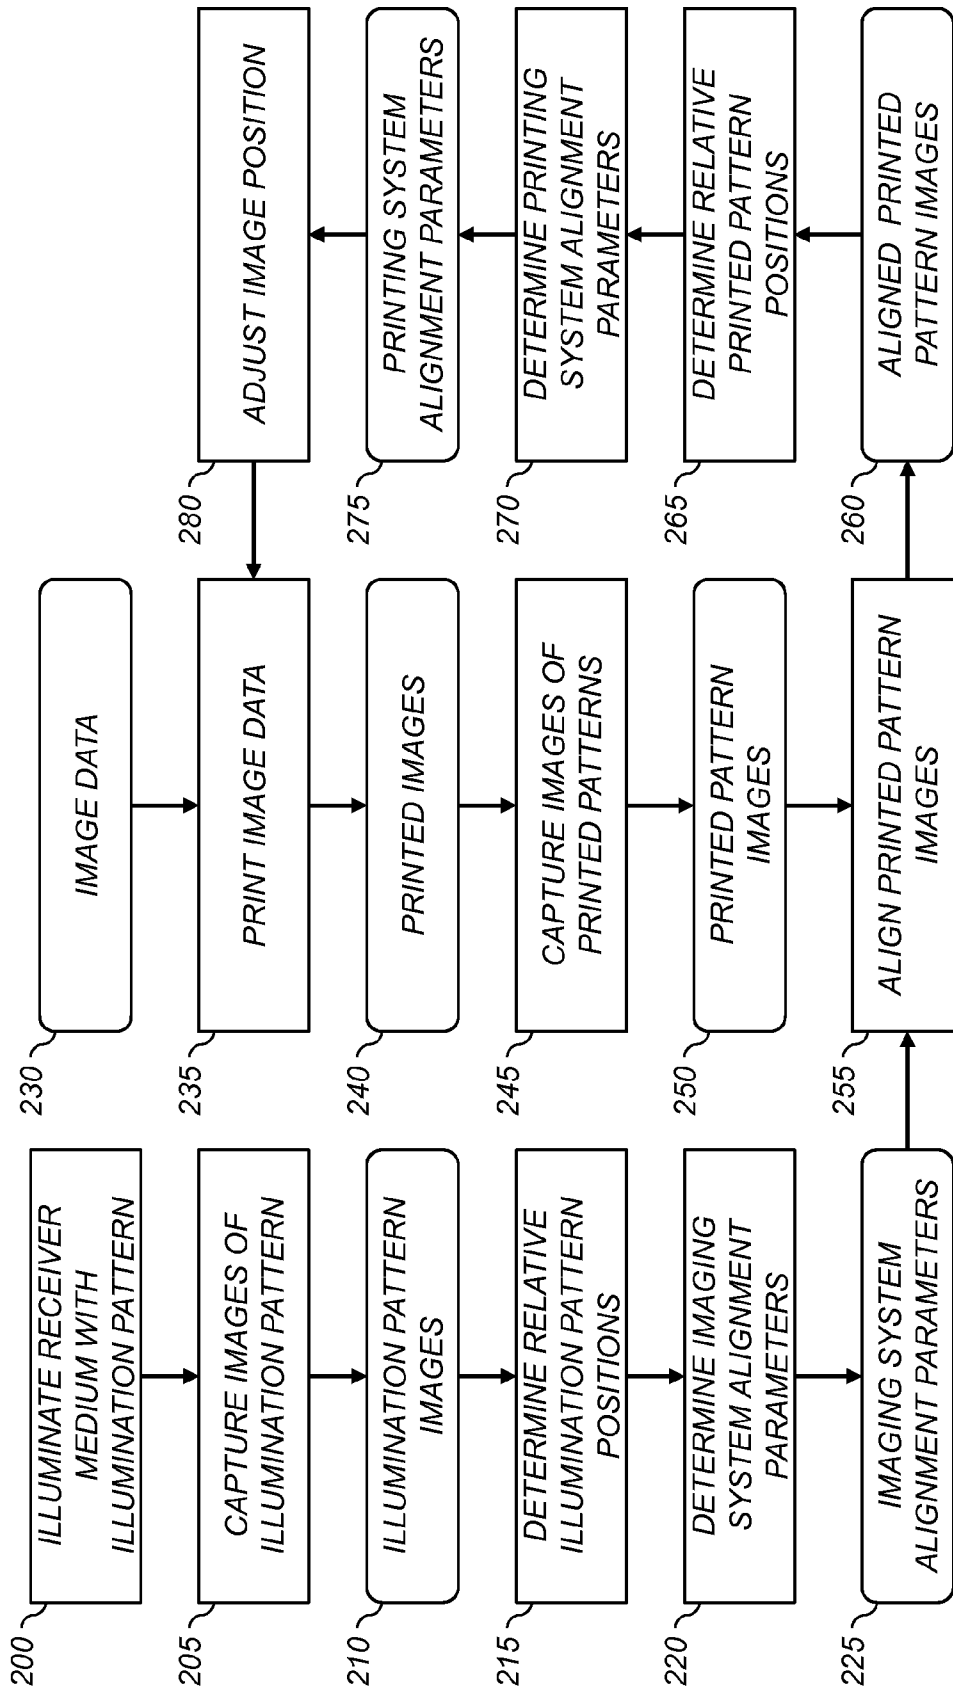 200
ILLUMINATE RECEIVER
MEDIUM WITH
ILLUMINATION PATTERN
205
CAPTURE IMAGES OF
ILLUMINATION PATTERN
210
ILLUMINATION PATTERN
IMAGES
215
DETERMINE RELATIVE
ILLUMINATION PATTERN
POSITIONS
220
DETERMINE IMAGING
SYSTEM ALIGNMENT
PARAMETERS
225
IMAGING SYSTEM
ALIGNMENT PARAMETERS
230
IMAGE DATA
235
PRINT IMAGE DATA
240
PRINTED IMAGES
245
CAPTURE IMAGES OF
PRINTED PATTERNS
250
PRINTED PATTERN
IMAGES
255
ALIGN PRINTED PATTERN
IMAGES
280
ADJUST IMAGE POSITION
275
PRINTING SYSTEM
ALIGNMENT PARAMETERS
270
DETERMINE PRINTING
SYSTEM ALIGNMENT
PARAMETERS
265
DETERMINE RELATIVE
PRINTED PATTERN
POSITIONS
260
ALIGNED PRINTED
PATTERN IMAGES